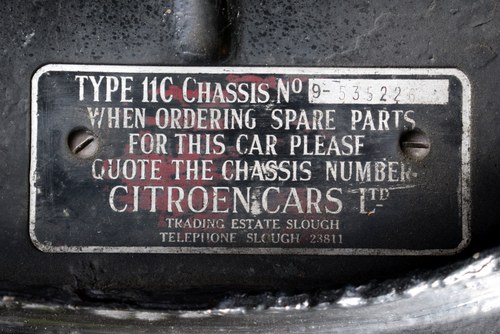 TYPE 11C CHASSIS Nº 9-535226
WHEN ORDERING SPARE PARTS
FOR THIS CAR PLEASE
QUOTE THE CHASSIS NUMBER.
CITROEN CARS LTD
TRADING ESTATE SLOUGH
TELEPHONE SLOUGH 23811